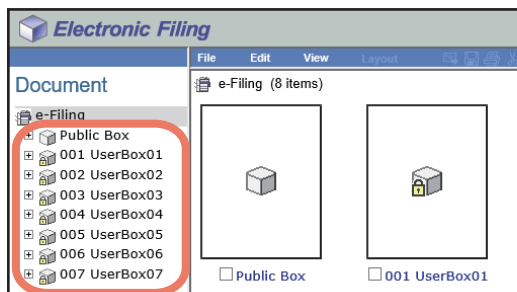 Electronic Filing
File Edit View Layout
Document
e-Filing (8 items)
e-Filing
Public Box
001 UserBox01
002 UserBox02
003 UserBox03
004 UserBox04
005 UserBox05
006 UserBox06
007 UserBox07
Public Box
001 UserBox01